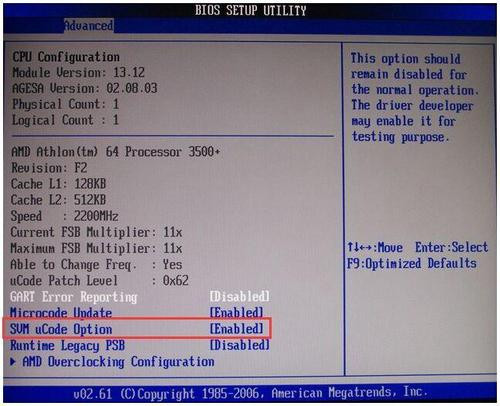 BIOS SETUP UTILITY
Advanced
CPU Configuration
Module Version: 13.12
AGESA Version: 02.08.03
Physical Count: 1
Logical Count : 1
AMD Athlon(tm) 64 Processor 3500+
Revision: F2
Cache L1: 128KB
Cache L2: 512KB
Speed : 2200MHz
Current FSB Multiplier: 11x
Maximum FSB Multiplier: 11x
Able to Change Freq. : Yes
uCode Patch Level : 0x62
GART Error Reporting [Disabled]
Microcode Update [Enabled]
SVM uCode Option [Enabled]
Runtime Legacy PSB [Disabled]
▶ AMD Overclocking Configuration
This option should
remain disabled for
the normal operation.
The driver developer
may enable it for
testing purpose.
↑↓←→:Move Enter:Select
F9:Optimized Defaults
v02.61 (C)Copyright 1985-2006, American Megatrends, Inc.